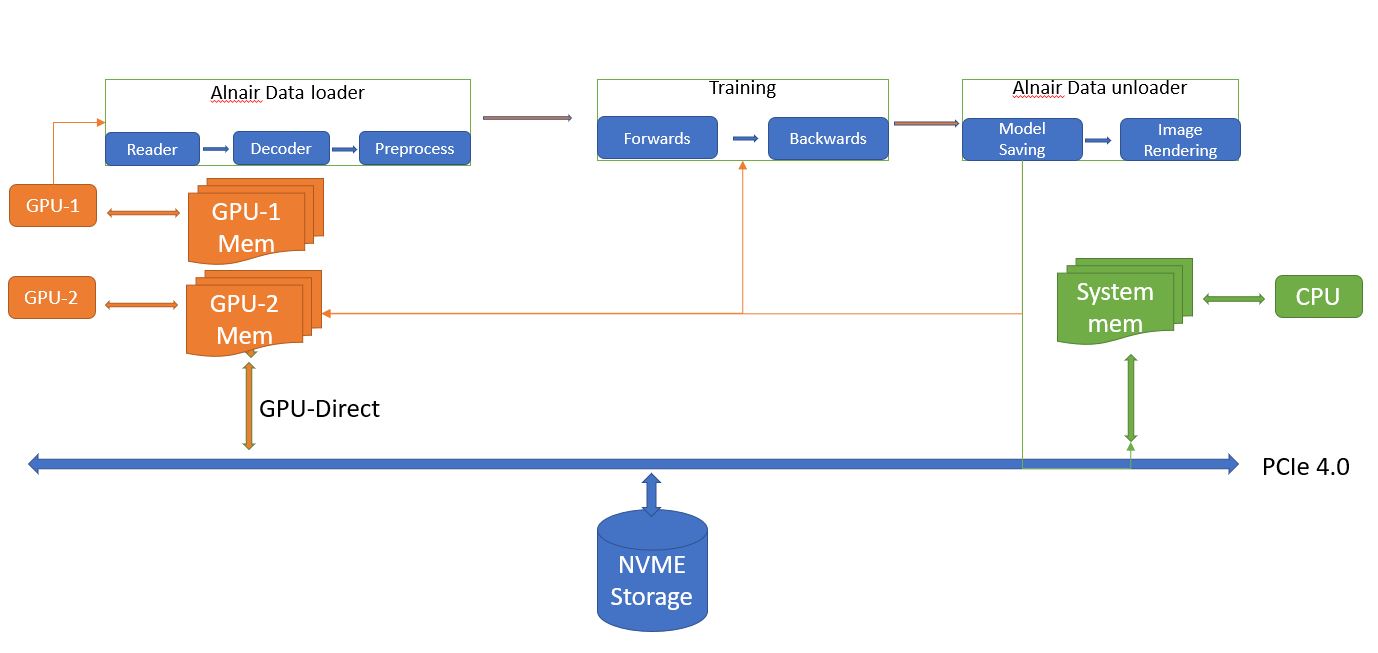 Alnair Data loader
Training
Alnair Data unloader
Reader
Decoder
Preprocess
Forwards
Backwards
Model
Saving
Image
Rendering
GPU-1
GPU-1
Mem
GPU-2
GPU-2
Mem
System
mem
CPU
GPU-Direct
PCIe 4.0
NVME
Storage